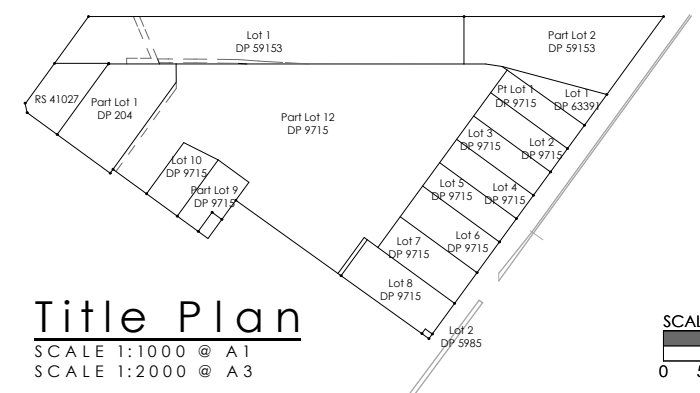 Lot 1
DP 59153
Part Lot 2
DP 59153
RS 41027
Part Lot 1
DP 204
Part Lot 12
DP 9715
Pt Lot 1
DP 9715
Lot 1
DP 63391
Lot 3
DP 9715
Lot 2
DP 9715
Lot 10
DP 9715
Part Lot 9
DP 9715
Lot 5
DP 9715
Lot 4
DP 9715
Lot 7
DP 9715
Lot 6
DP 9715
Lot 8
DP 9715
Lot 2
DP 5985
Title Plan
SCALE 1:1000 @ A1
SCALE 1:2000 @ A3
SCAL
0